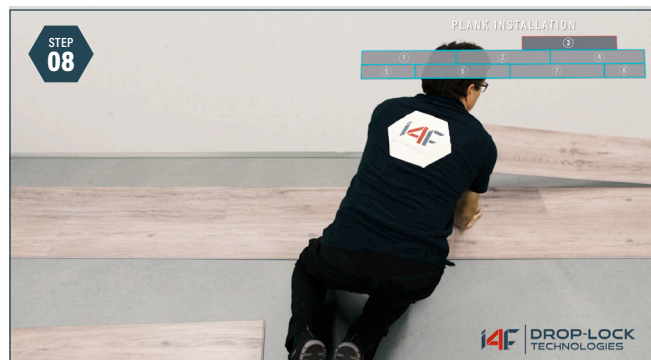 STEP
08
PLANK INSTALLATION
3
1 2 4
5 6 7 8
i4F
i4F DROP-LOCK
TECHNOLOGIES